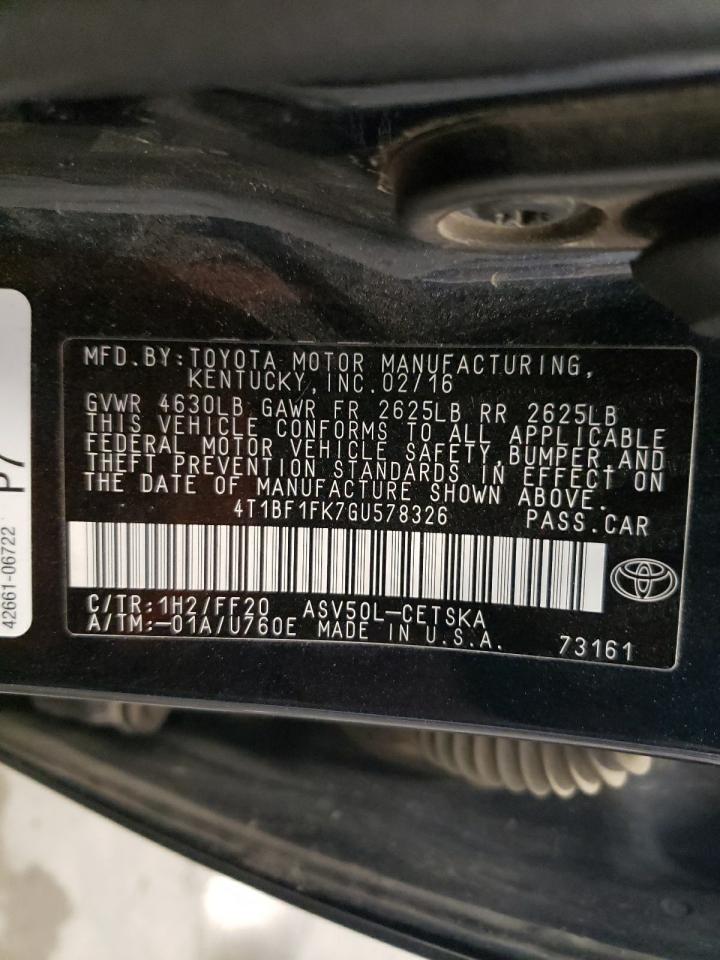 MFD.BY:TOYOTA MOTOR MANUFACTURING,
KENTUCKY,INC.02/16
GVWR 4630LB GAWR FR 2625LB RR 2625LB
THIS VEHICLE CONFORMS TO ALL APPLICABLE
FEDERAL MOTOR VEHICLE SAFETY,BUMPER,AND
THEFT PREVENTION STANDARDS IN EFFECT ON
THE DATE OF MANUFACTURE SHOWN ABOVE.
4T1BF1FK7GU578326 PASS.CAR
C/TR:1H2/FF20 ASV50L-CETSKA
A/TM:-01A/U760E MADE IN U.S.A. 73161
P7
42661-06722